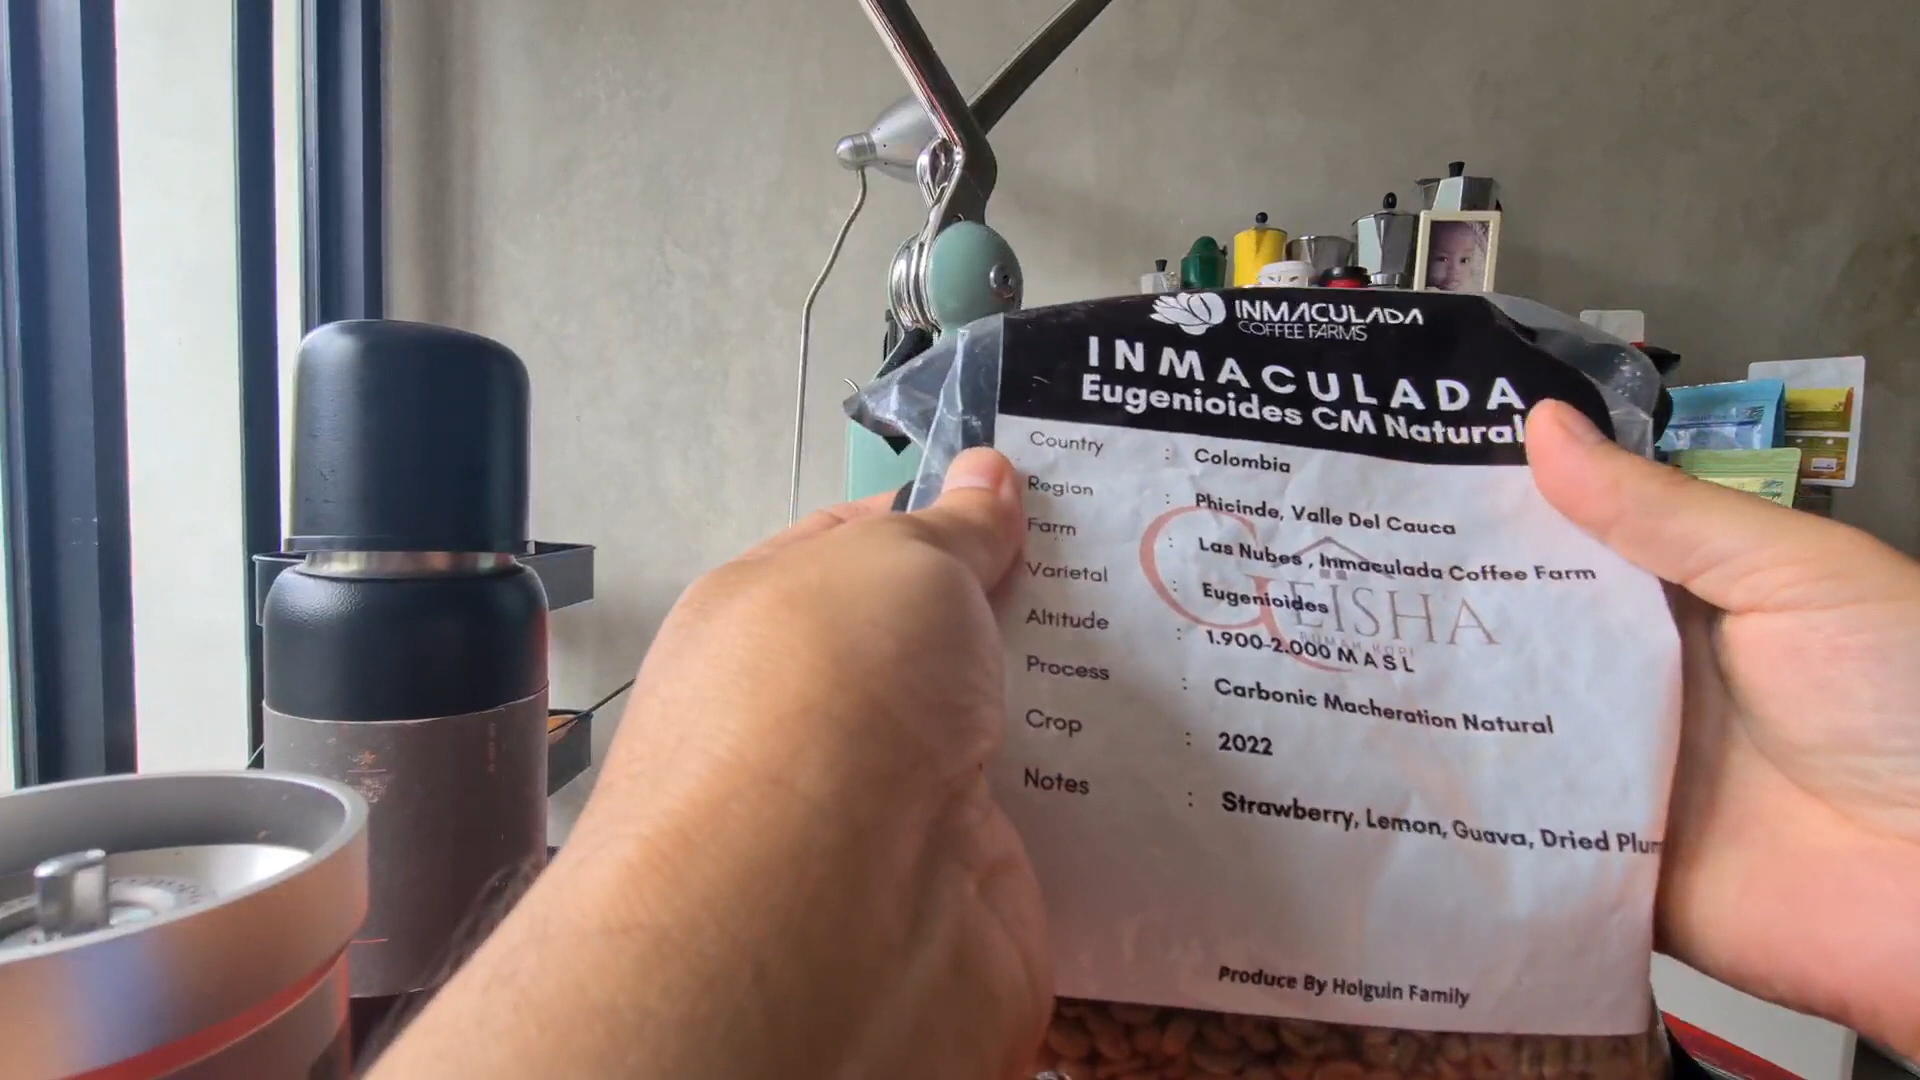 INMACULADA
COFFEE FARMS
INMACULADA
Eugenioides CM Natural
Country : Colombia
Region : Phicinde, Valle Del Cauca
Farm : Las Nubes , Inmaculada Coffee Farm
Varietal : Eugenioides
GEISHA
RUMAH KOPI
Altitude : 1.900-2.000 M A S L
Process : Carbonic Macheration Natural
Crop : 2022
Notes : Strawberry, Lemon, Guava, Dried Plum
Produce By Holguin Family